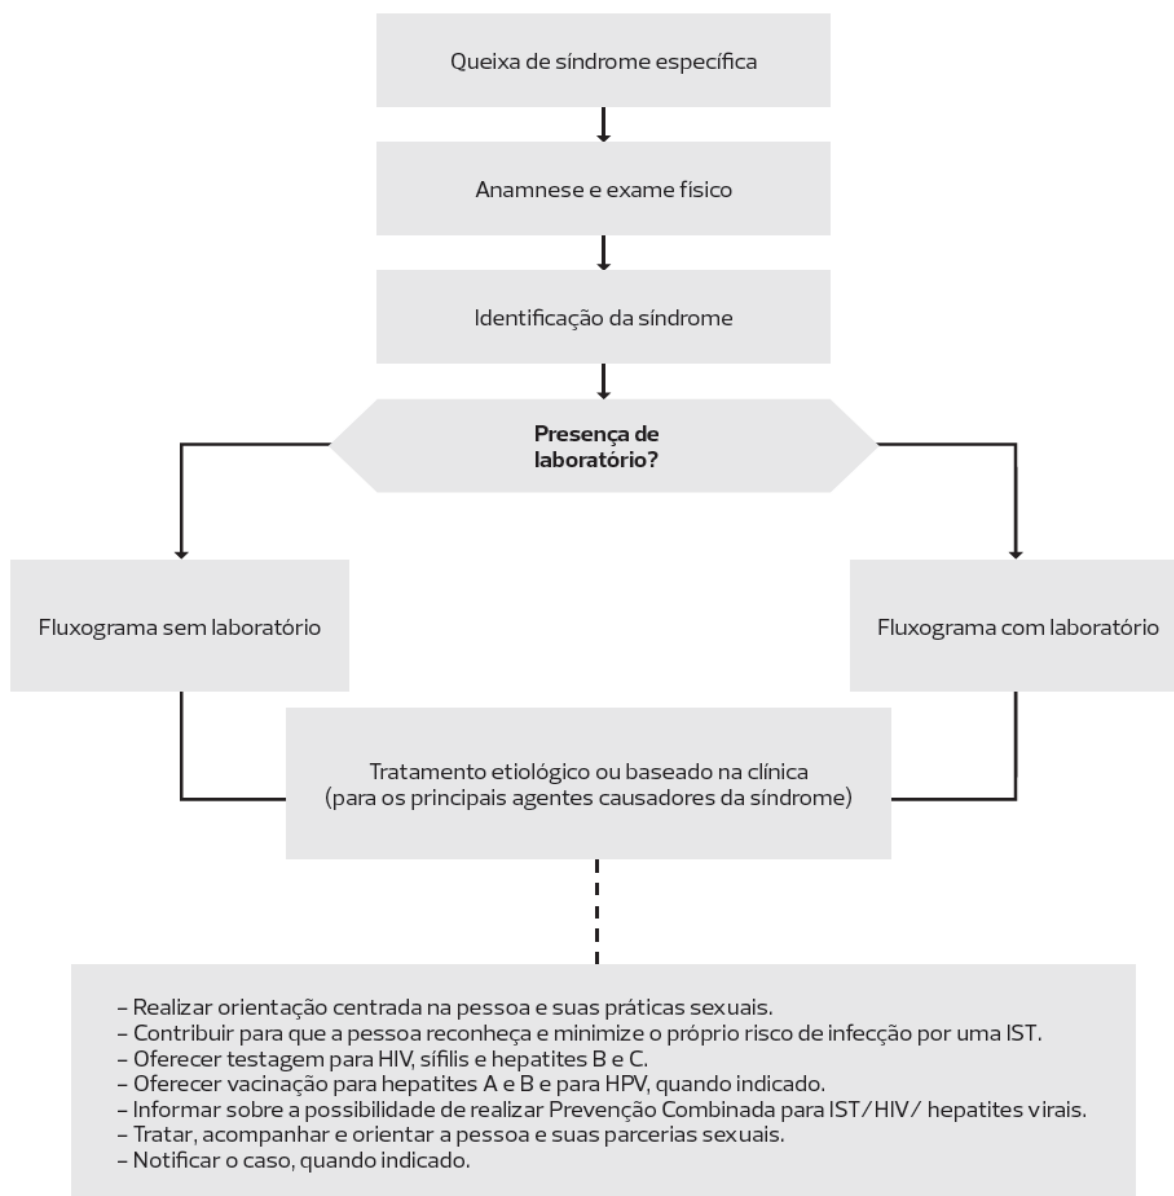 Queixa de síndrome específica
Anamnese e exame físico
Identificação da síndrome
Presença de
laboratório?
Fluxograma sem laboratório
Fluxograma com laboratório
Tratamento etiológico ou baseado na clínica
(para os principais agentes causadores da síndrome)
– Realizar orientação centrada na pessoa e suas práticas sexuais.
– Contribuir para que a pessoa reconheça e minimize o próprio risco de infecção por uma IST.
– Oferecer testagem para HIV, sífilis e hepatites B e C.
– Oferecer vacinação para hepatites A e B e para HPV, quando indicado.
– Informar sobre a possibilidade de realizar Prevenção Combinada para IST/HIV/ hepatites virais.
– Tratar, acompanhar e orientar a pessoa e suas parcerias sexuais.
– Notificar o caso, quando indicado.